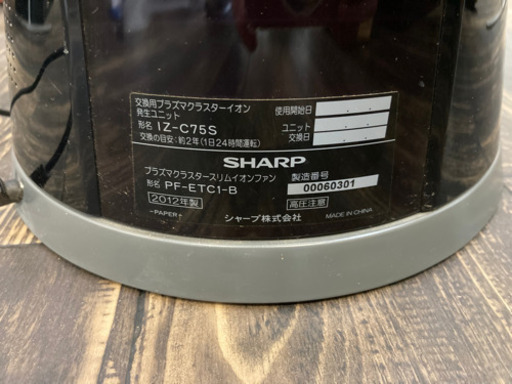 交換用プラズマクラスターイオン
発生ユニット
形名 IZ-C75S
交換の目安:約2年(1日24時間運転)
使用開始日 . .
ユニット
交換日 . .
SHARP
プラズマクラスタースリムイオンファン
形名 PF-ETC1-B
製造番号
00060301
2012年製
高圧注意
-PAPER-
シャープ株式会社
MADE IN CHINA